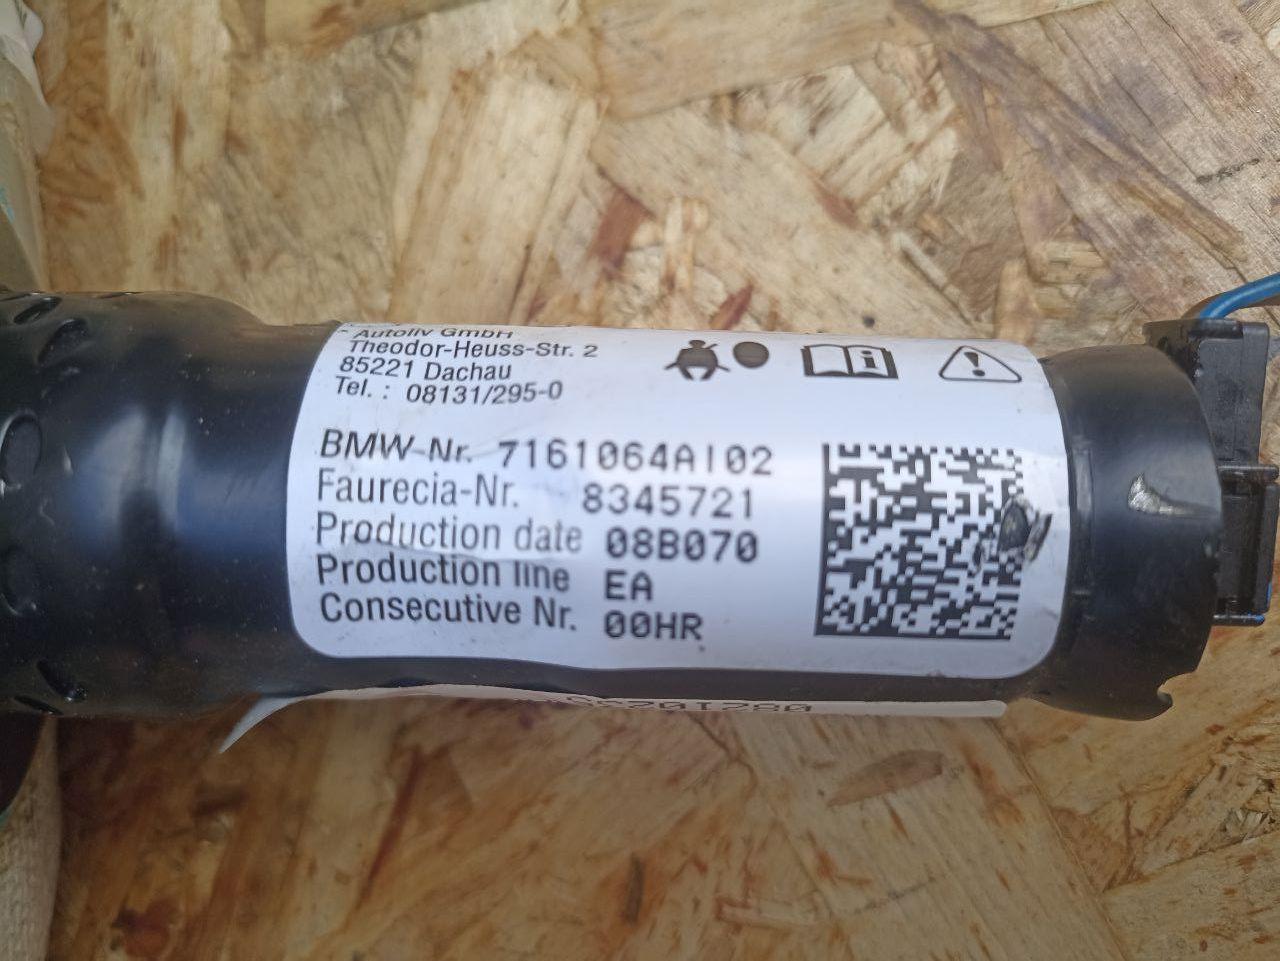 Autoliv GmbH
Theodor-Heuss-Str. 2
85221 Dachau
Tel. : 08131/295-0
BMW-Nr. 7161064AI02
Faurecia-Nr. 8345721
Production date 08B070
Production line EA
Consecutive Nr. 00HR